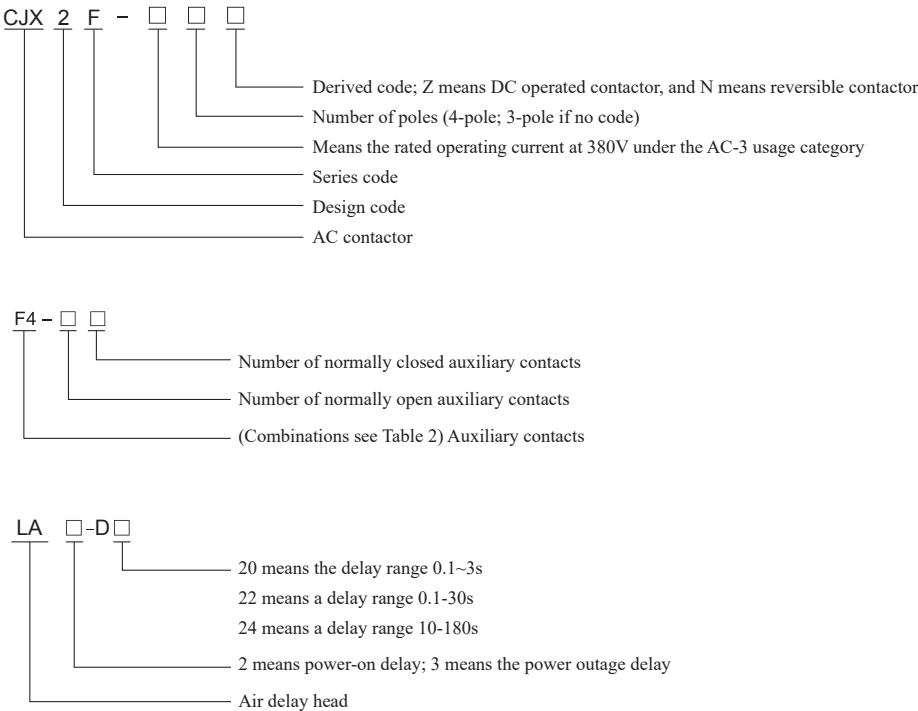 CJX 2 F - □ □ □
Derived code; Z means DC operated contactor, and N means reversible contactor
Number of poles (4-pole; 3-pole if no code)
Means the rated operating current at 380V under the AC-3 usage category
Series code
Design code
AC contactor
F4 - □ □
Number of normally closed auxiliary contacts
Number of normally open auxiliary contacts
(Combinations see Table 2) Auxiliary contacts
LA □-D□
20 means the delay range 0.1~3s
22 means a delay range 0.1-30s
24 means a delay range 10-180s
2 means power-on delay; 3 means the power outage delay
Air delay head